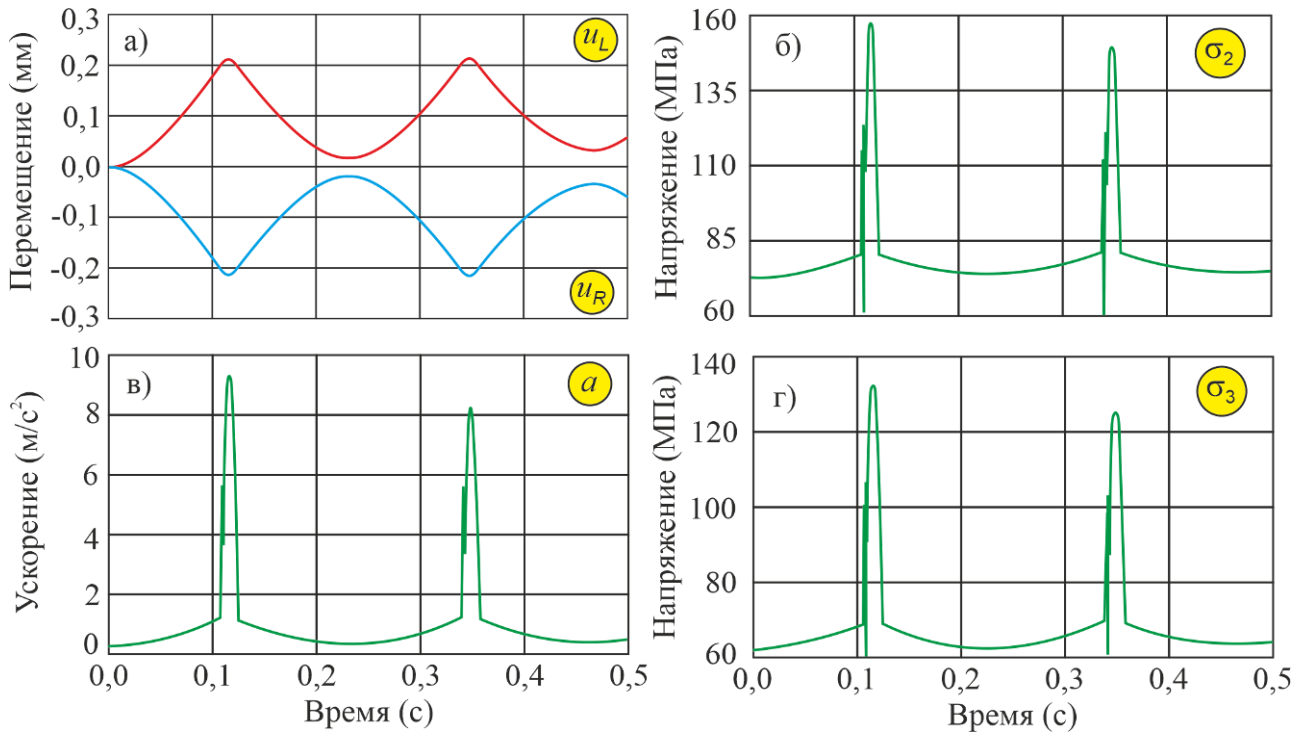 а)
u_L
Перемещение (мм)
0,3
0,2
0,1
0,0
-0,1
-0,2
-0,3
u_R
б)
σ₂
Напряжение (МПа)
160
135
110
85
60
в)
a
Ускорение (м/с²)
10
8
6
4
2
0
0,0 0,1 0,2 0,3 0,4 0,5
Время (с)
г)
σ₃
Напряжение (МПа)
140
120
100
80
60
0,0 0,1 0,2 0,3 0,4 0,5
Время (с)